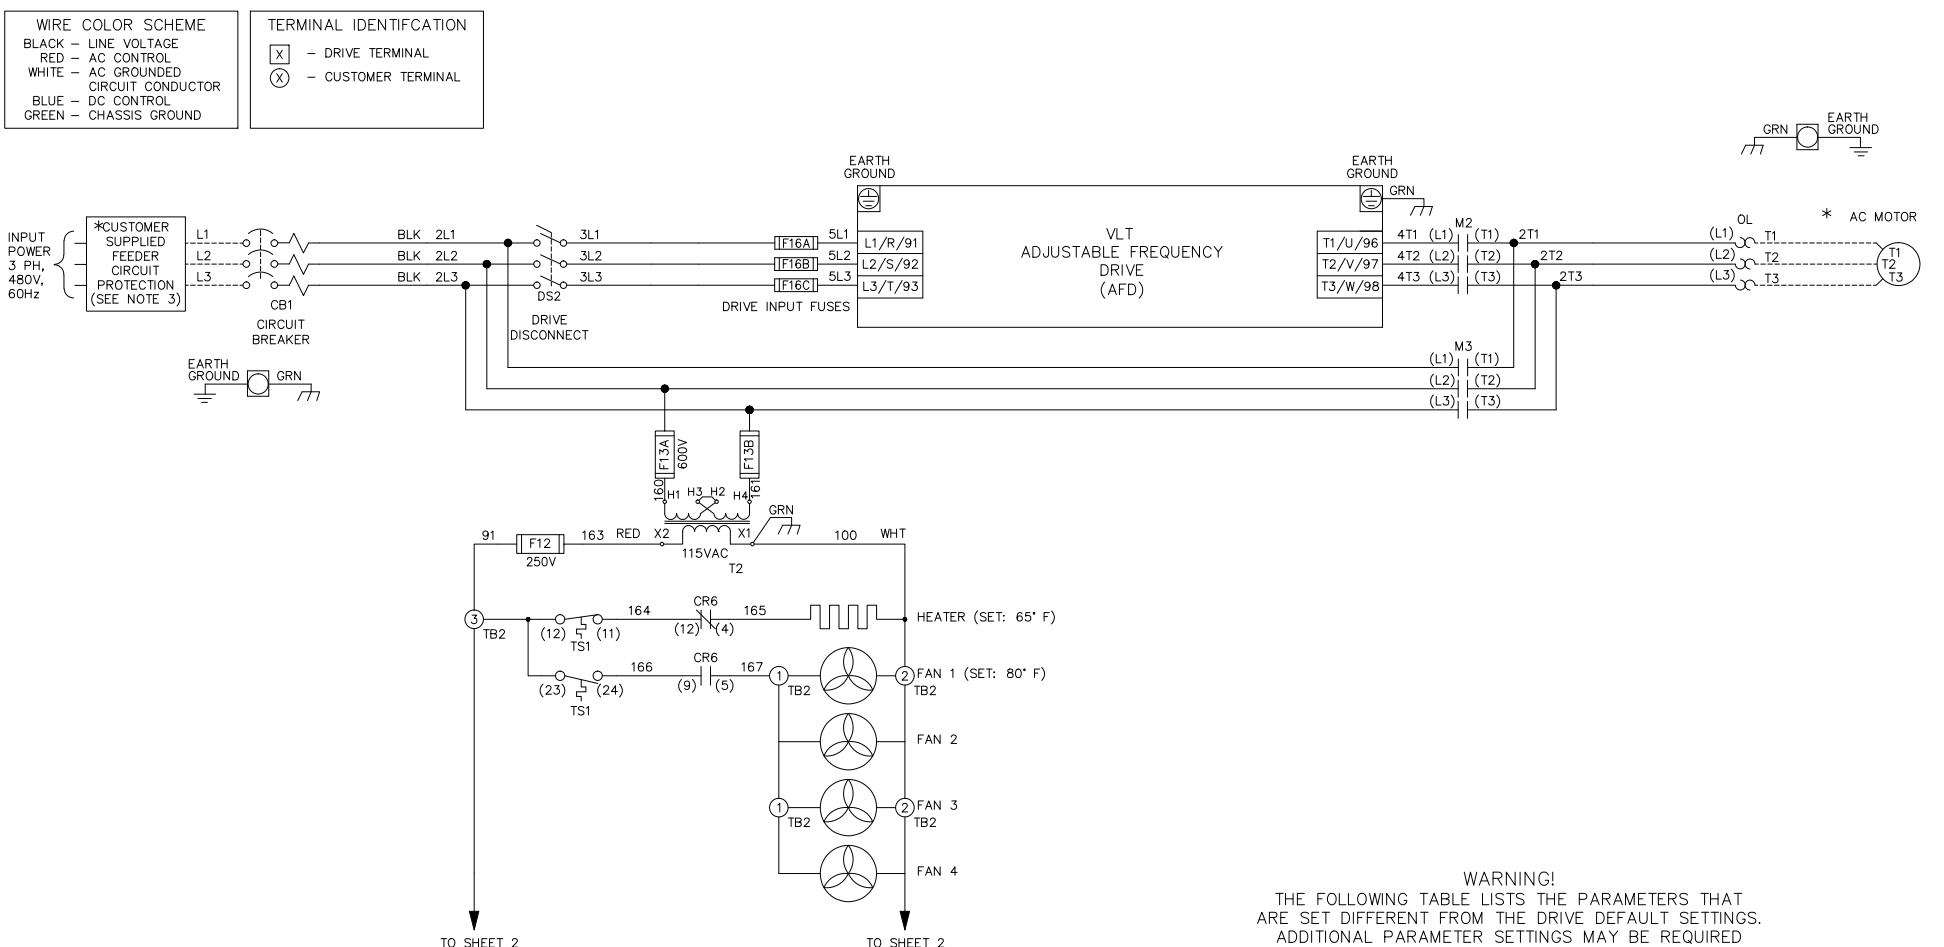 WIRE COLOR SCHEME
BLACK – LINE VOLTAGE
RED – AC CONTROL
WHITE – AC GROUNDED
CIRCUIT CONDUCTOR
BLUE – DC CONTROL
GREEN – CHASSIS GROUND
TERMINAL IDENTIFCATION
X – DRIVE TERMINAL
X – CUSTOMER TERMINAL
GRN
EARTH
GROUND
INPUT
POWER
3 PH,
480V,
60Hz
*CUSTOMER
SUPPLIED
FEEDER
CIRCUIT
PROTECTION
(SEE NOTE 3)
L1
L2
L3
CB1
CIRCUIT
BREAKER
BLK 2L1
BLK 2L2
BLK 2L3
DS2
DRIVE
DISCONNECT
3L1
3L2
3L3
F16A
F16B
F16C
DRIVE INPUT FUSES
5L1
5L2
5L3
EARTH
GROUND
L1/R/91
L2/S/92
L3/T/93
VLT
ADJUSTABLE FREQUENCY
DRIVE
(AFD)
EARTH
GROUND
GRN
T1/U/96
T2/V/97
T3/W/98
4T1 (L1) M2 (T1) 2T1
4T2 (L2) (T2) 2T2
4T3 (L3) (T3) 2T3
OL
(L1) T1
(L2) T2
(L3) T3
* AC MOTOR
T1
T2
T3
M3
(L1) (T1)
(L2) (T2)
(L3) (T3)
EARTH
GROUND
GRN
F13A
600V
F13B
160
161
H1 H3 H2 H4
GRN
91
F12
250V
163 RED X2
X1
115VAC
T2
100 WHT
3
TB2
(12) (11)
TS1
164
CR6
(12) (4)
165
HEATER (SET: 65° F)
(23) (24)
TS1
166
CR6
(9) (5)
167
1
TB2
2
TB2
FAN 1 (SET: 80° F)
FAN 2
1
TB2
2
TB2
FAN 3
FAN 4
TO SHEET 2
TO SHEET 2
WARNING!
THE FOLLOWING TABLE LISTS THE PARAMETERS THAT
ARE SET DIFFERENT FROM THE DRIVE DEFAULT SETTINGS.
ADDITIONAL PARAMETER SETTINGS MAY BE REQUIRED